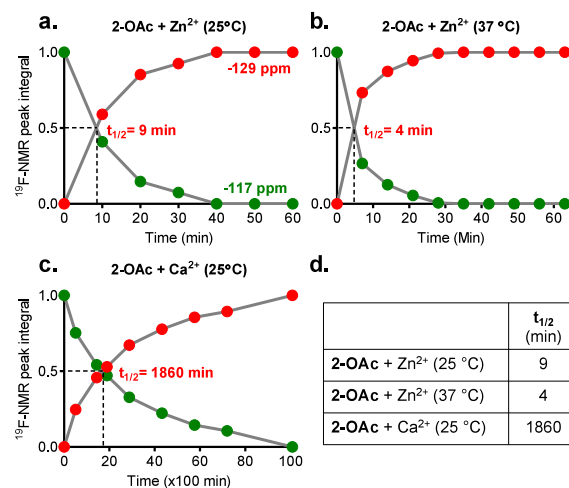 a.
2-OAc + Zn²⁺ (25°C)
¹⁹F-NMR peak integral
1.0
0.5
0.0
-129 ppm
t₁/₂= 9 min
-117 ppm
0 10 20 30 40 50 60
Time (min)
b.
2-OAc + Zn²⁺ (37 °C)
1.0
0.5
0.0
t₁/₂= 4 min
0 10 20 30 40 50 60
Time (Min)
c.
2-OAc + Ca²⁺ (25°C)
¹⁹F-NMR peak integral
1.0
0.5
0.0
t₁/₂= 1860 min
0 20 40 60 80 100
Time (x100 min)
d.
t₁/₂
(min)
2-OAc + Zn²⁺ (25 °C) 9
2-OAc + Zn²⁺ (37 °C) 4
2-OAc + Ca²⁺ (25 °C) 1860